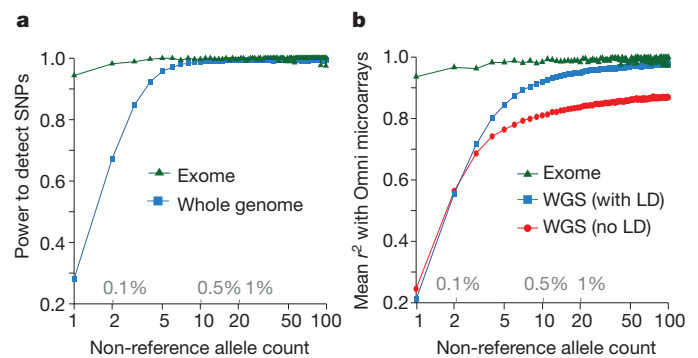 a
Power to detect SNPs
1.0
0.8
0.6
0.4
0.2
Exome
Whole genome
0.1% 0.5% 1%
1 2 5 10 20 50 100
Non-reference allele count
b
Mean r² with Omni microarrays
1.0
0.8
0.6
0.4
0.2
Exome
WGS (with LD)
WGS (no LD)
0.1% 0.5% 1%
1 2 5 10 20 50 100
Non-reference allele count